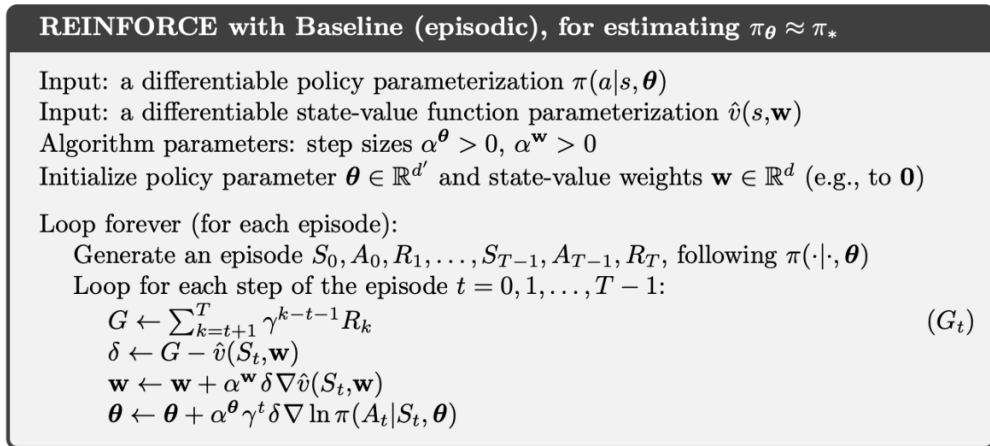 REINFORCE with Baseline (episodic), for estimating π_θ ≈ π_*
Input: a differentiable policy parameterization π(a|s, θ)
Input: a differentiable state-value function parameterization v̂(s,w)
Algorithm parameters: step sizes α^θ > 0, α^w > 0
Initialize policy parameter θ ∈ ℝ^{d′} and state-value weights w ∈ ℝ^d (e.g., to 0)
Loop forever (for each episode):
Generate an episode S_0, A_0, R_1, . . . , S_{T−1}, A_{T−1}, R_T, following π(·|·, θ)
Loop for each step of the episode t = 0, 1, . . . , T − 1:
G ← ∑_{k=t+1}^{T} γ^{k−t−1} R_k (G_t)
δ ← G − v̂(S_t,w)
w ← w + α^w δ∇v̂(S_t,w)
θ ← θ + α^θ γ^t δ∇ ln π(A_t|S_t, θ)